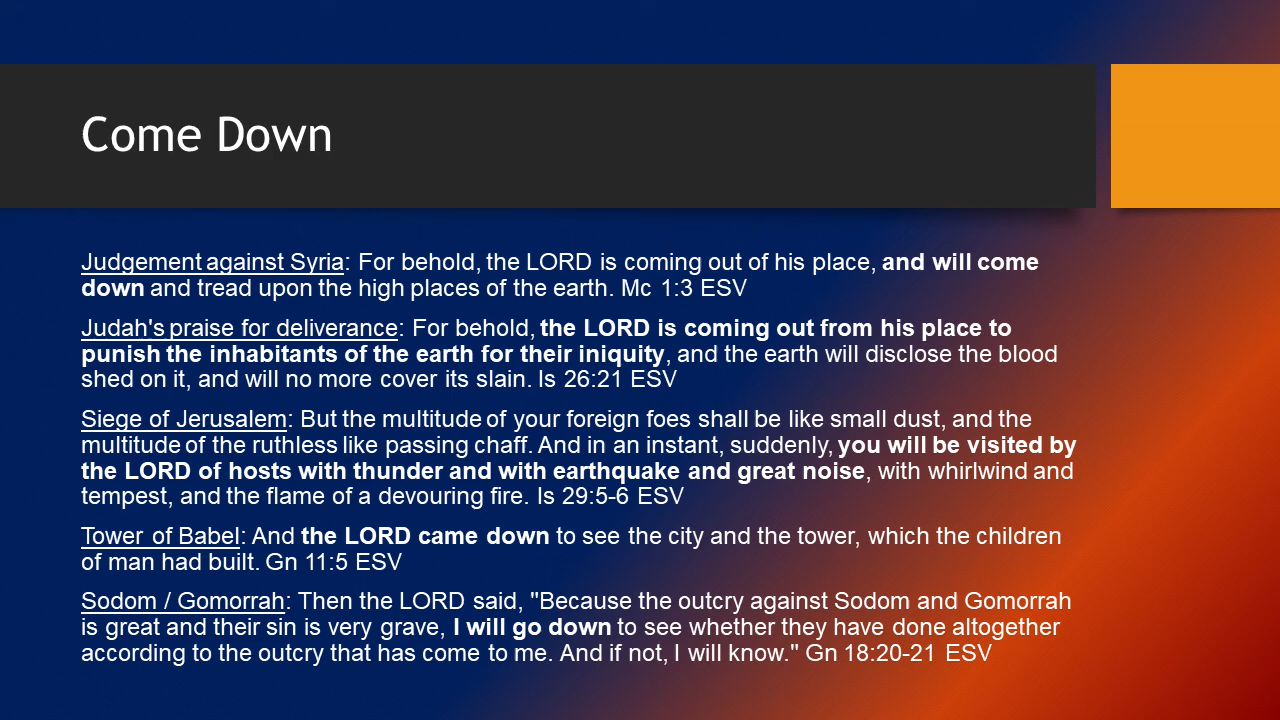 Come Down
Judgement against Syria: For behold, the LORD is coming out of his place, and will come
down and tread upon the high places of the earth. Mc 1:3 ESV
Judah's praise for deliverance: For behold, the LORD is coming out from his place to
punish the inhabitants of the earth for their iniquity, and the earth will disclose the blood
shed on it, and will no more cover its slain. Is 26:21 ESV
Siege of Jerusalem: But the multitude of your foreign foes shall be like small dust, and the
multitude of the ruthless like passing chaff. And in an instant, suddenly, you will be visited by
the LORD of hosts with thunder and with earthquake and great noise, with whirlwind and
tempest, and the flame of a devouring fire. Is 29:5-6 ESV
Tower of Babel: And the LORD came down to see the city and the tower, which the children
of man had built. Gn 11:5 ESV
Sodom / Gomorrah: Then the LORD said, "Because the outcry against Sodom and Gomorrah
is great and their sin is very grave, I will go down to see whether they have done altogether
according to the outcry that has come to me. And if not, I will know." Gn 18:20-21 ESV